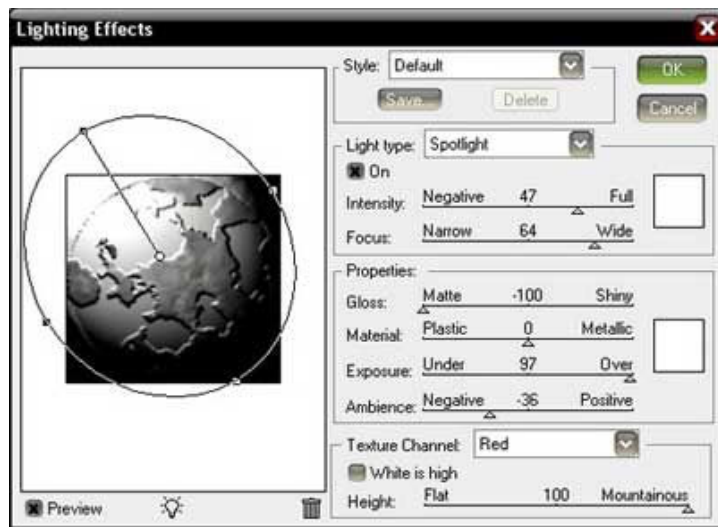 Lighting Effects
Style: Default
OK
Save...
Delete
Cancel
Light type: Spotlight
On
Intensity: Negative 47 Full
Focus: Narrow 64 Wide
Properties:
Gloss: Matte -100 Shiny
Material: Plastic 0 Metallic
Exposure: Under 97 Over
Ambience: Negative -36 Positive
Texture Channel: Red
White is high
Height: Flat 100 Mountainous
Preview